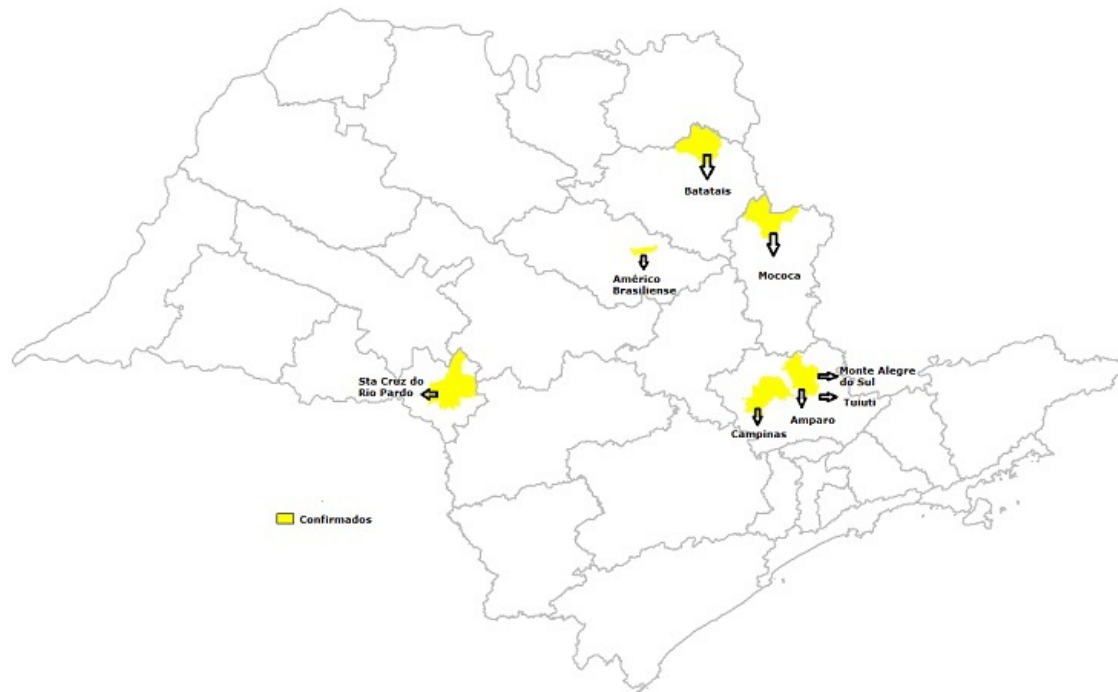 Batatais
Mococa
Américo
Brasiliense
Sta Cruz do
Rio Pardo
Monte Alegre
do Sul
Tuiuti
Amparo
Campinas
Confirmados